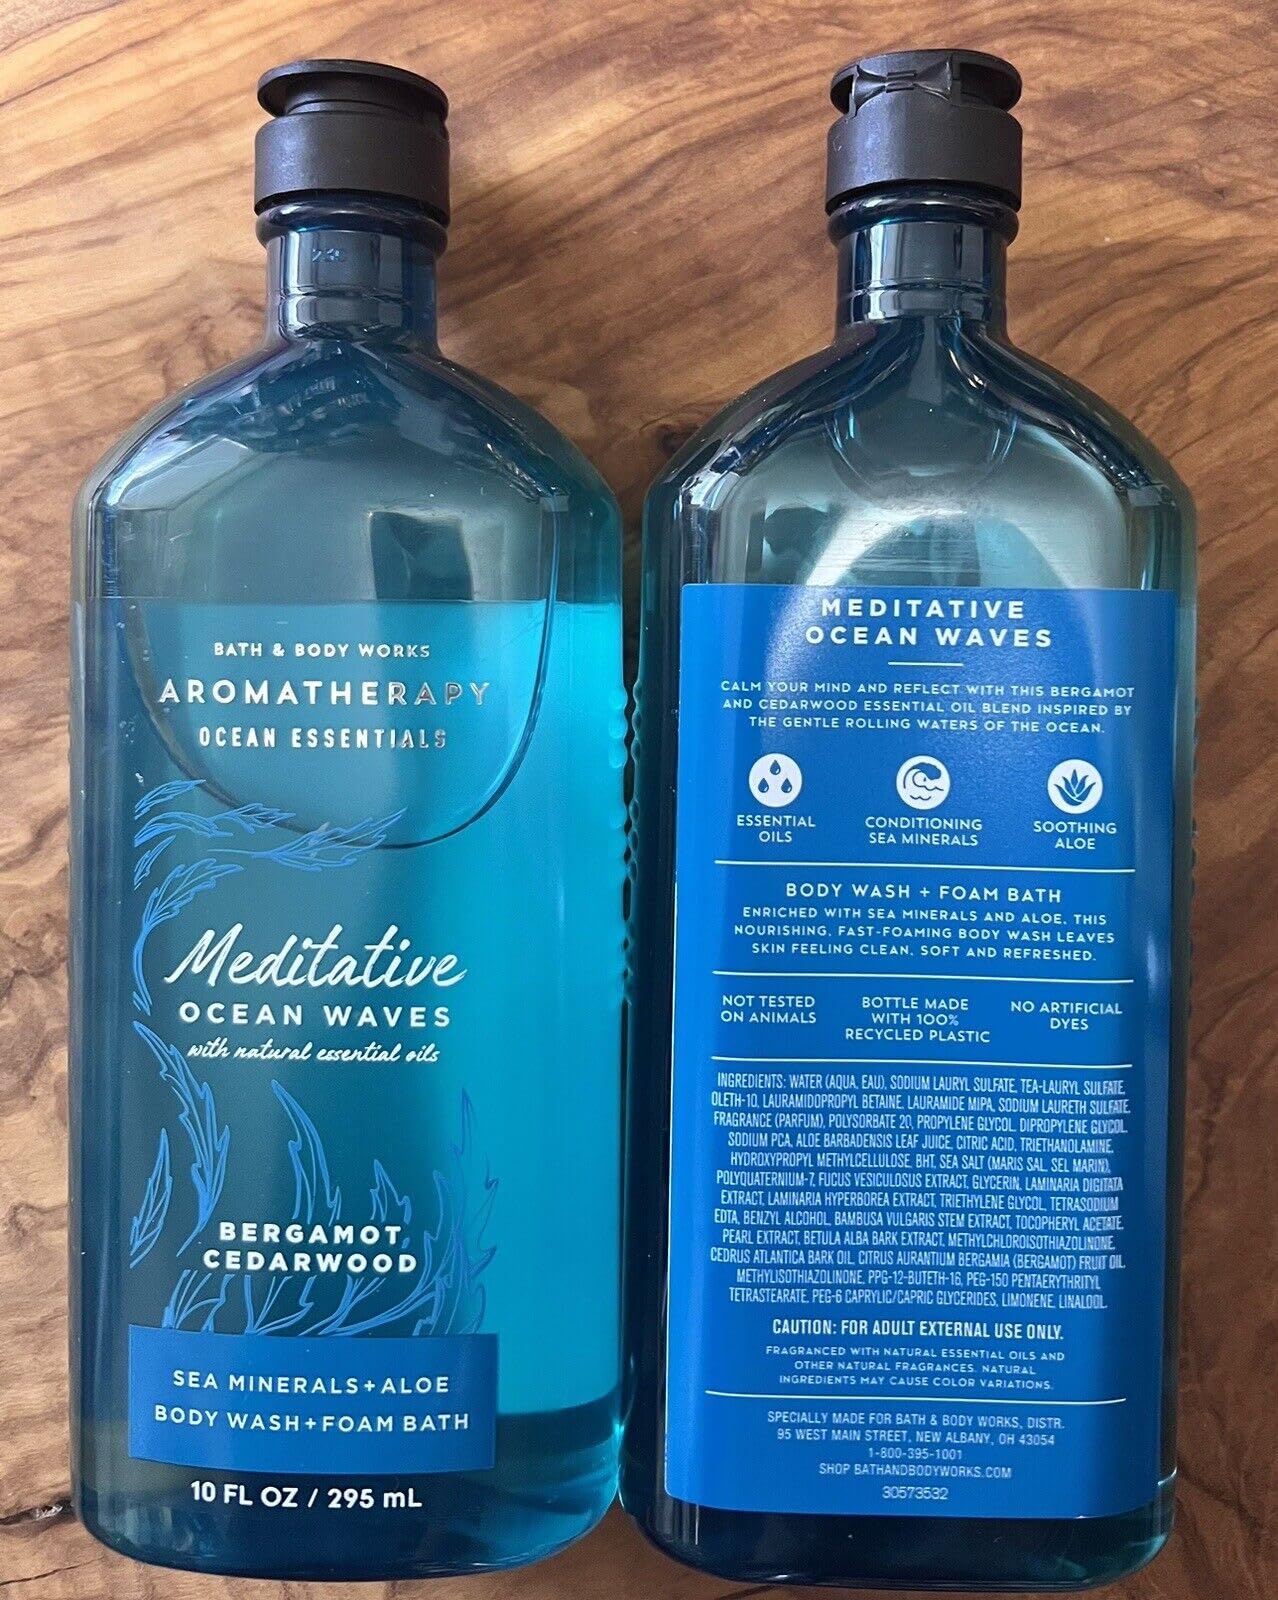 BATH & BODY WORKS
AROMATHERAPY
OCEAN ESSENTIALS
Meditative
OCEAN WAVES
with natural essential oils
BERGAMOT
CEDARWOOD
SEA MINERALS+ALOE
BODY WASH+FOAM BATH
10 FL OZ / 295 mL
MEDITATIVE
OCEAN WAVES
CALM YOUR MIND AND REFLECT WITH THIS BERGAMOT
AND CEDARWOOD ESSENTIAL OIL BLEND INSPIRED BY
THE GENTLE ROLLING WATERS OF THE OCEAN.
ESSENTIAL
OILS
CONDITIONING
SEA MINERALS
SOOTHING
ALOE
BODY WASH + FOAM BATH
ENRICHED WITH SEA MINERALS AND ALOE, THIS
NOURISHING, FAST-FOAMING BODY WASH LEAVES
SKIN FEELING CLEAN, SOFT AND REFRESHED.
NOT TESTED
ON ANIMALS
BOTTLE MADE
WITH 100%
RECYCLED PLASTIC
NO ARTIFICIAL
DYES
INGREDIENTS: WATER (AQUA, EAU), SODIUM LAURYL SULFATE, TEA-LAURYL SULFATE,
OLETH-10, LAURAMIDOPROPYL BETAINE, LAURAMIDE MIPA, SODIUM LAURETH SULFATE,
FRAGRANCE (PARFUM), POLYSORBATE 20, PROPYLENE GLYCOL, DIPROPYLENE GLYCOL,
SODIUM PCA, ALOE BARBADENSIS LEAF JUICE, CITRIC ACID, TRIETHANOLAMINE,
HYDROXYPROPYL METHYLCELLULOSE, BHT, SEA SALT (MARIS SAL, SEL MARIN),
POLYQUATERNIUM-7, FUCUS VESICULOSUS EXTRACT, GLYCERIN, LAMINARIA DIGITATA
EXTRACT, LAMINARIA HYPERBOREA EXTRACT, TRIETHYLENE GLYCOL, TETRASODIUM
EDTA, BENZYL ALCOHOL, BAMBUSA VULGARIS STEM EXTRACT, TOCOPHERYL ACETATE,
PEARL EXTRACT, BETULA ALBA BARK EXTRACT, METHYLCHLOROISOTHIAZOLINONE,
CEDRUS ATLANTICA BARK OIL, CITRUS AURANTIUM BERGAMIA (BERGAMOT) FRUIT OIL,
METHYLISOTHIAZOLINONE, PPG-12-BUTETH-16, PEG-150 PENTAERYTHRITYL
TETRASTEARATE, PEG-6 CAPRYLIC/CAPRIC GLYCERIDES, LIMONENE, LINALOOL.
CAUTION: FOR ADULT EXTERNAL USE ONLY.
FRAGRANCED WITH NATURAL ESSENTIAL OILS AND
OTHER NATURAL FRAGRANCES. NATURAL
INGREDIENTS MAY CAUSE COLOR VARIATIONS.
SPECIALLY MADE FOR BATH & BODY WORKS, DISTR.
95 WEST MAIN STREET, NEW ALBANY, OH 43054
1-800-395-1001
SHOP BATHANDBODYWORKS.COM
30573532